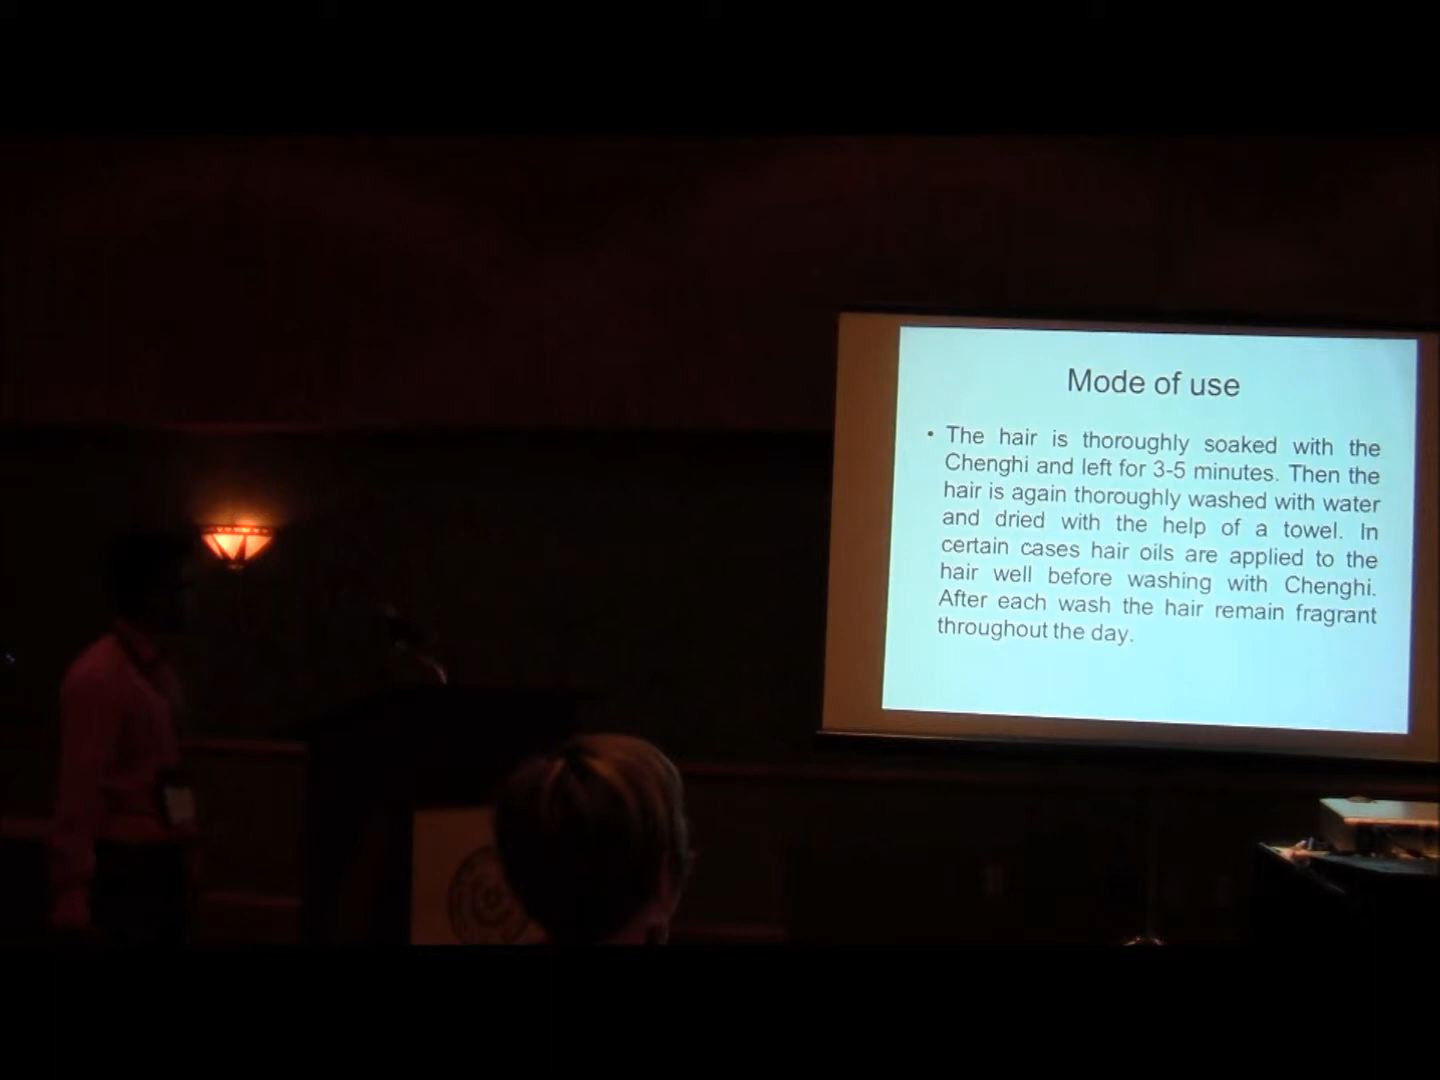 Mode of use
• The hair is thoroughly soaked with the
Chenghi and left for 3-5 minutes. Then the
hair is again thoroughly washed with water
and dried with the help of a towel. In
certain cases hair oils are applied to the
hair well before washing with Chenghi.
After each wash the hair remain fragrant
throughout the day.